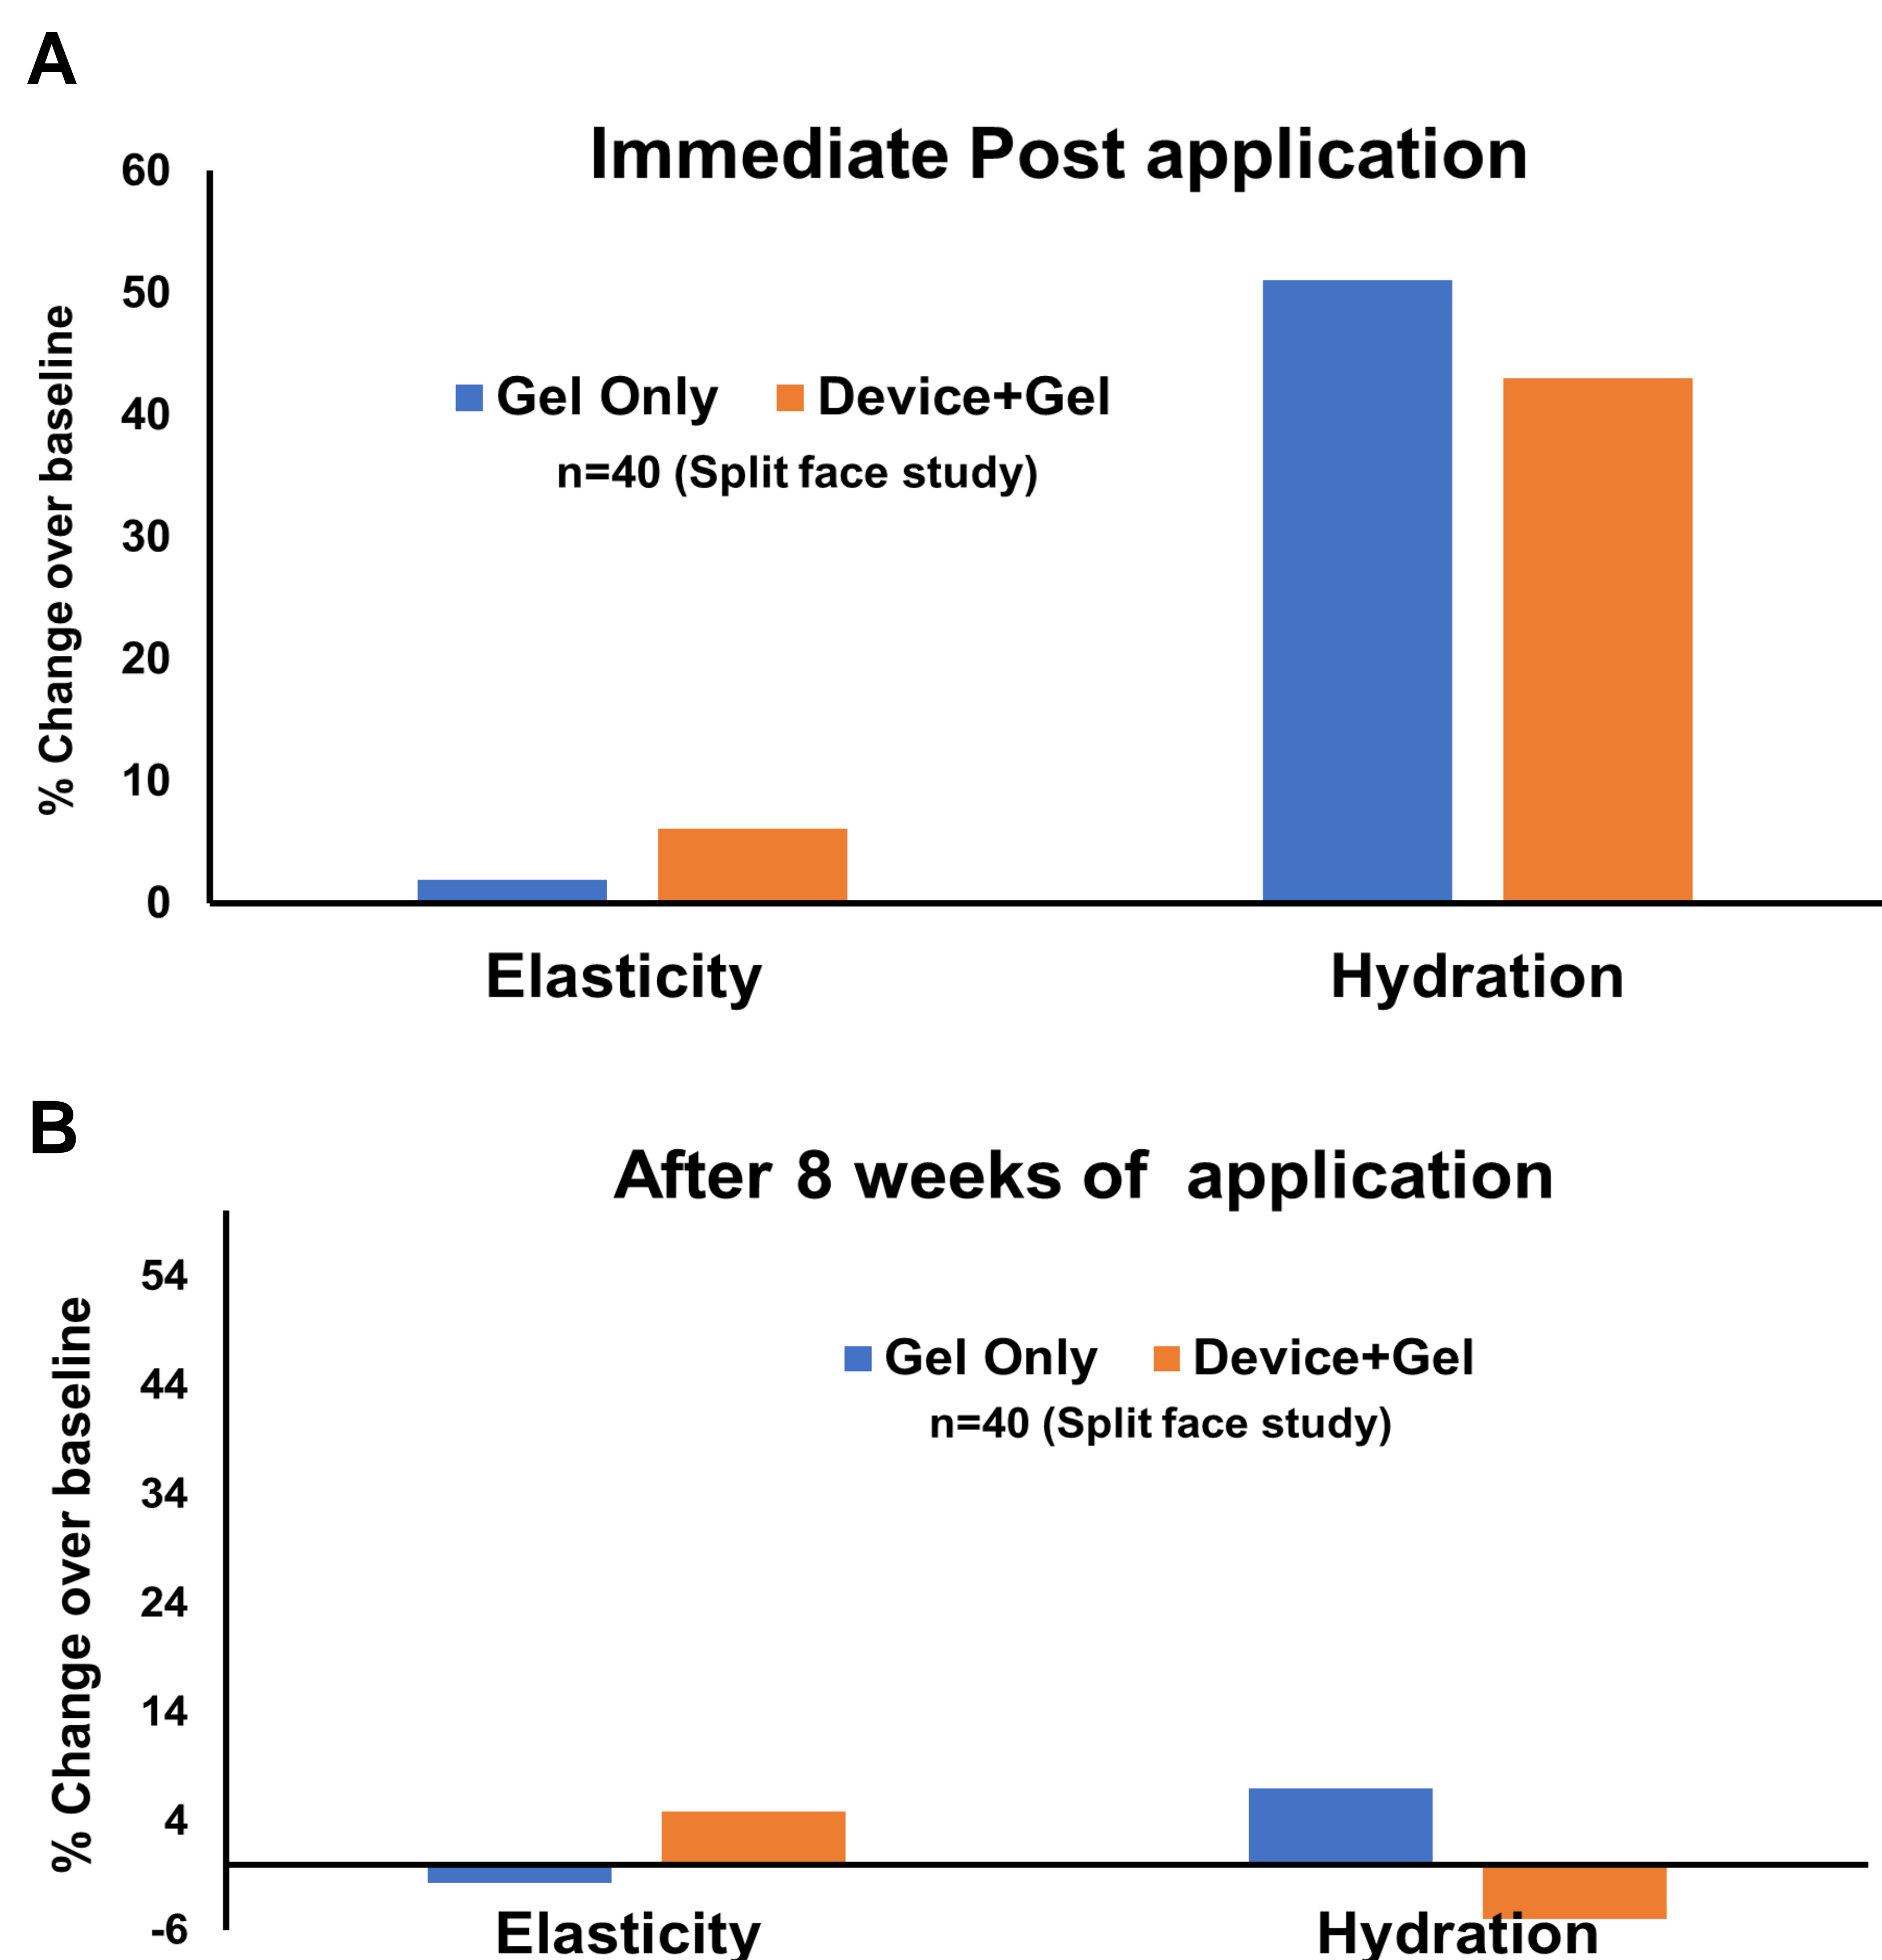 A
Immediate Post application
60
50
40
30
20
10
0
% Change over baseline
Gel Only Device+Gel
n=40 (Split face study)
Elasticity Hydration
B
After 8 weeks of application
54
44
34
24
14
4
-6
% Change over baseline
Gel Only Device+Gel
n=40 (Split face study)
Elasticity Hydration